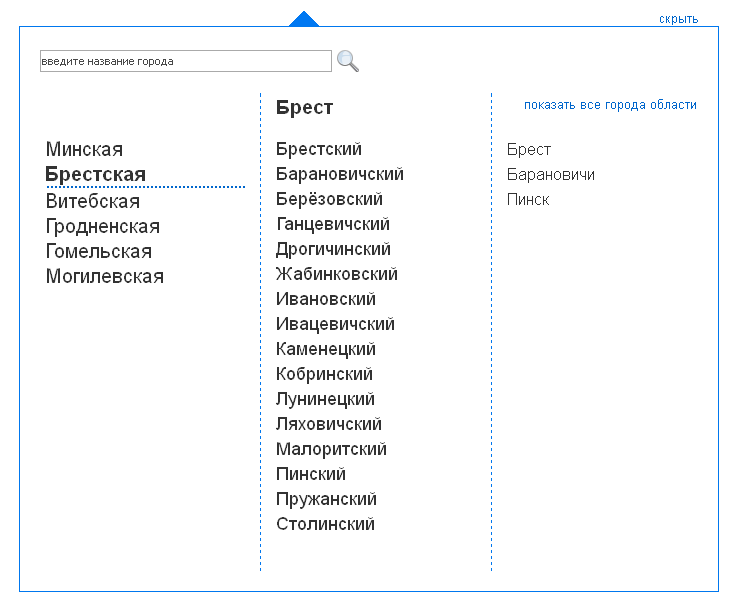 скрыть
введите название города
Минская
Брестская
Витебская
Гродненская
Гомельская
Могилевская
Брест
Брестский
Барановичский
Берёзовский
Ганцевичский
Дрогичинский
Жабинковский
Ивановский
Ивацевичский
Каменецкий
Кобринский
Лунинецкий
Ляховичский
Малоритский
Пинский
Пружанский
Столинский
показать все города области
Брест
Барановичи
Пинск